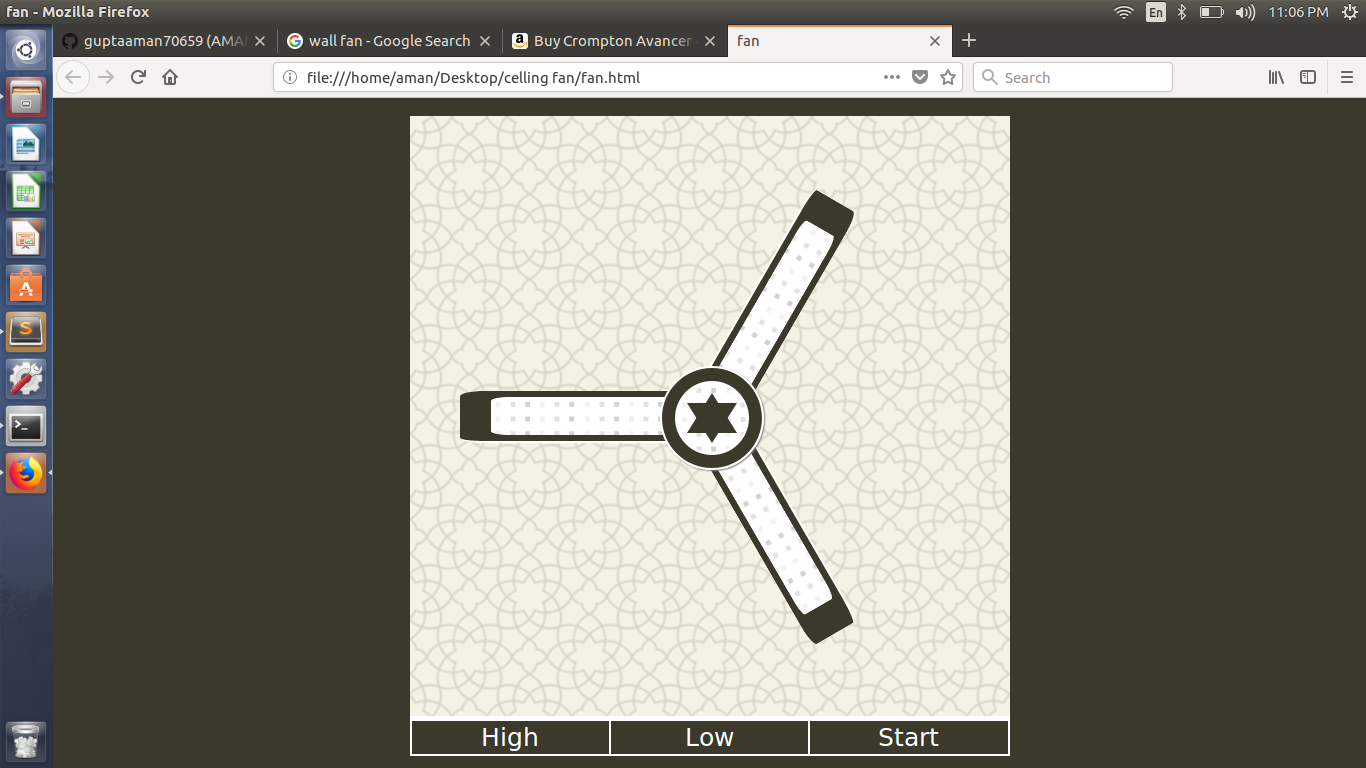 fan - Mozilla Firefox
En
11:06 PM
guptaaman70659 (AMA
wall fan - Google Search
Buy Crompton Avancer
fan
file:///home/aman/Desktop/celling fan/fan.html
Search
High
Low
Start